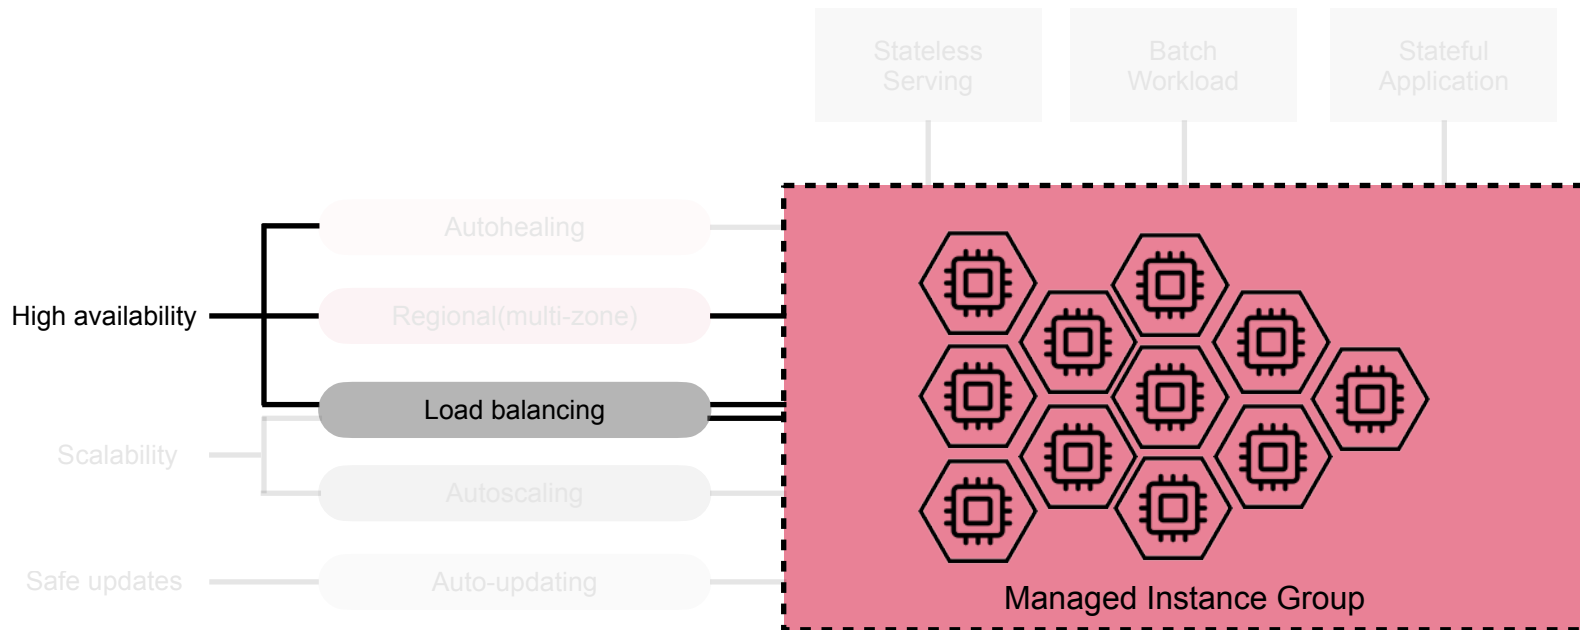 Stateless
Serving
Batch
Workload
Stateful
Application
Autohealing
High availability
Regional(multi-zone)
Load balancing
Scalability
Autoscaling
Safe updates
Auto-updating
Managed Instance Group